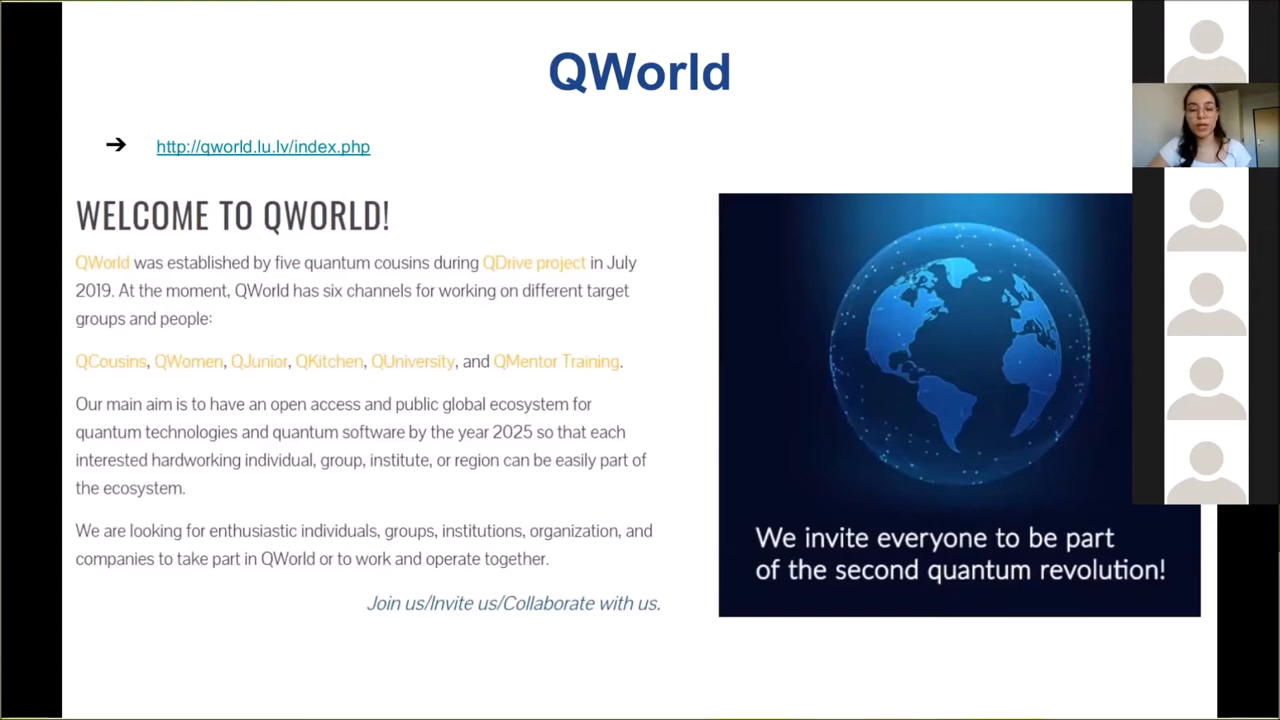 QWorld
➔ http://qworld.lu.lv/index.php
WELCOME TO QWORLD!
QWorld was established by five quantum cousins during QDrive project in July
2019. At the moment, QWorld has six channels for working on different target
groups and people:
QCousins, QWomen, QJunior, QKitchen, QUniversity, and QMentor Training.
Our main aim is to have an open access and public global ecosystem for
quantum technologies and quantum software by the year 2025 so that each
interested hardworking individual, group, institute, or region can be easily part of
the ecosystem.
We are looking for enthusiastic individuals, groups, institutions, organization, and
companies to take part in QWorld or to work and operate together.
Join us/Invite us/Collaborate with us.
We invite everyone to be part
of the second quantum revolution!